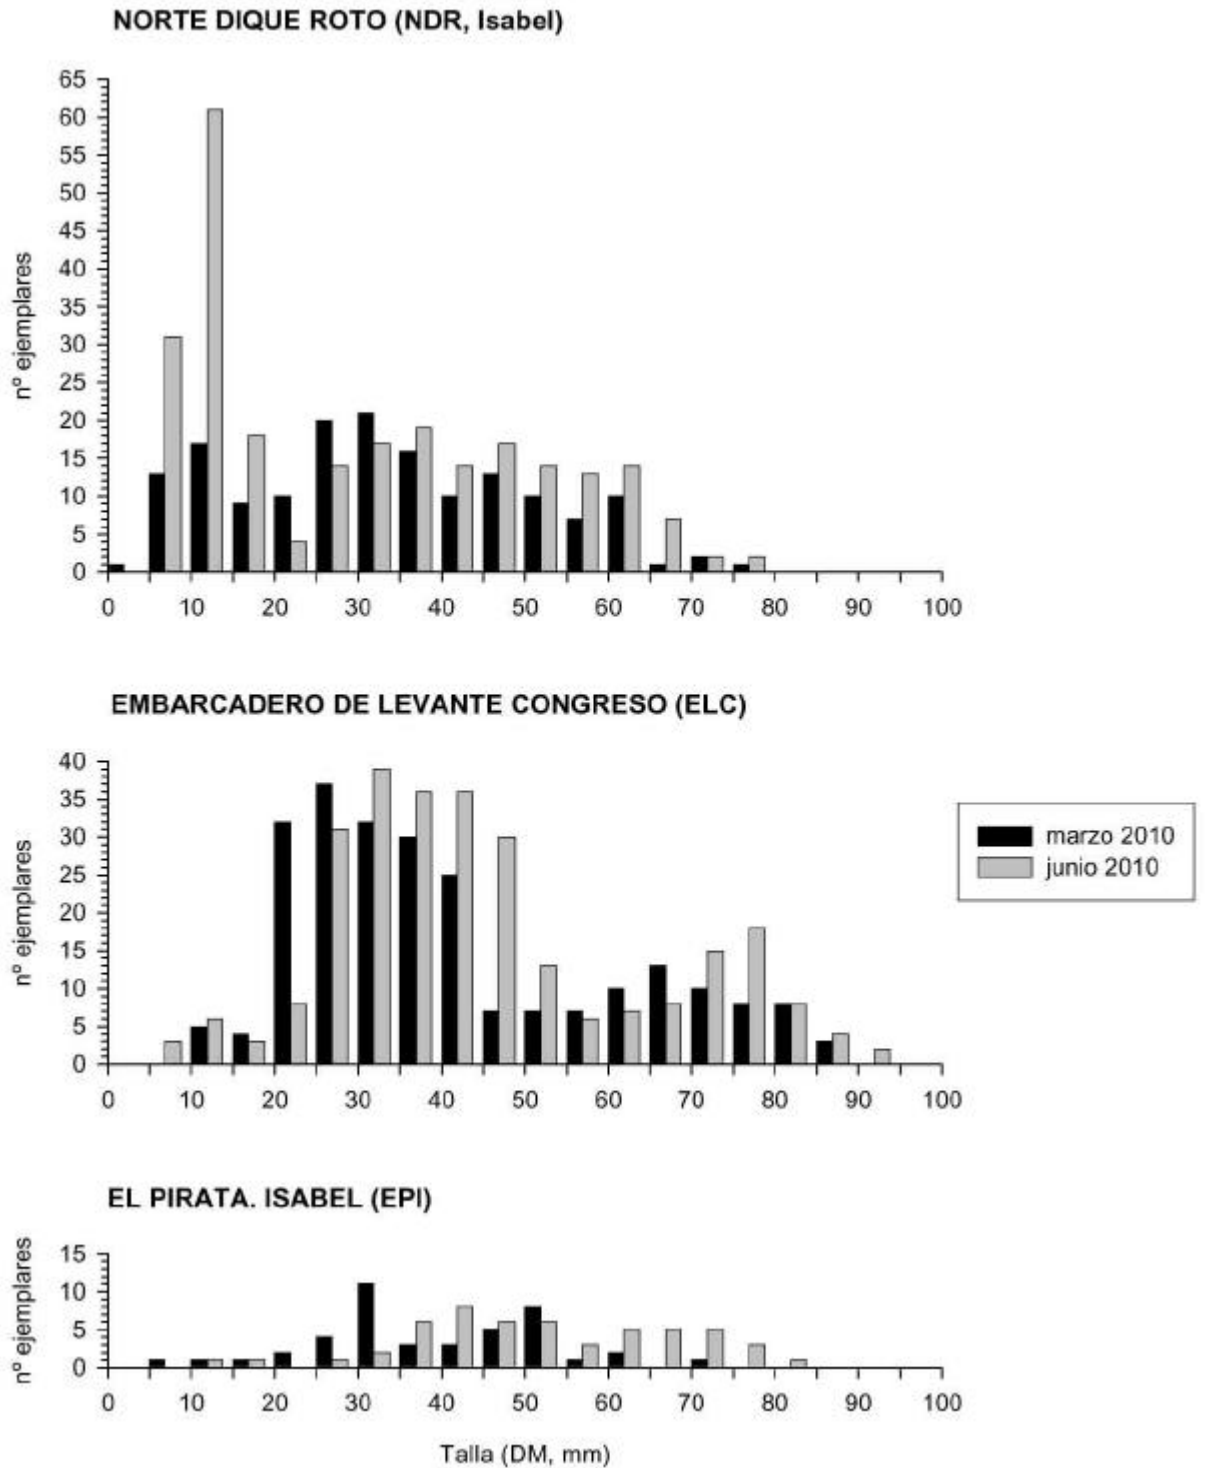 NORTE DIQUE ROTO (NDR, Isabel)
65
60
55
50
45
40
35
30
25
20
15
10
5
0
nº ejemplares
0 10 20 30 40 50 60 70 80 90 100
EMBARCADERO DE LEVANTE CONGRESO (ELC)
40
35
30
25
20
15
10
5
0
nº ejemplares
0 10 20 30 40 50 60 70 80 90 100
marzo 2010
junio 2010
EL PIRATA. ISABEL (EPI)
15
10
5
0
nº ejemplares
0 10 20 30 40 50 60 70 80 90 100
Talla (DM, mm)